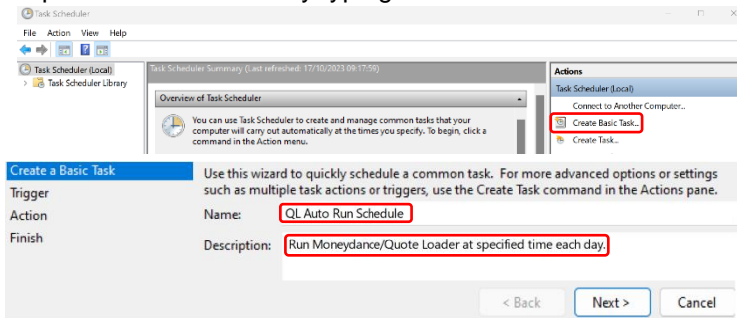 Task Scheduler
File Action View Help
Task Scheduler (Local)
Task Scheduler Library
Task Scheduler Summary (Last refreshed: 17/10/2023 09:17:59)
Overview of Task Scheduler
You can use Task Scheduler to create and manage common tasks that your
computer will carry out automatically at the times you specify. To begin, click a
command in the Action menu.
Actions
Task Scheduler (Local)
Connect to Another Computer...
Create Basic Task...
Create Task...
Create a Basic Task
Trigger
Action
Finish
Use this wizard to quickly schedule a common task. For more advanced options or settings
such as multiple task actions or triggers, use the Create Task command in the Actions pane.
Name: QL Auto Run Schedule
Description: Run Moneydance/Quote Loader at specified time each day.
< Back Next > Cancel